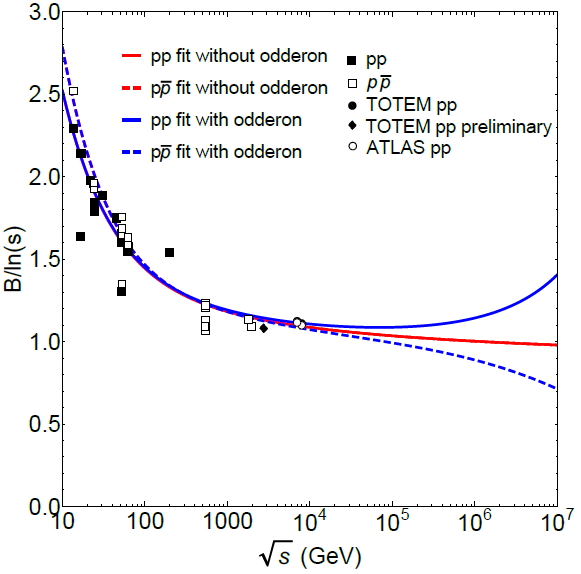 3.0
2.5
2.0
1.5
1.0
0.5
0.0
B/ln(s)
pp fit without odderon
pp̅ fit without odderon
pp fit with odderon
pp̅ fit with odderon
pp
pp̅
TOTEM pp
TOTEM pp preliminary
ATLAS pp
10 100 1000 10⁴ 10⁵ 10⁶ 10⁷
√s (GeV)